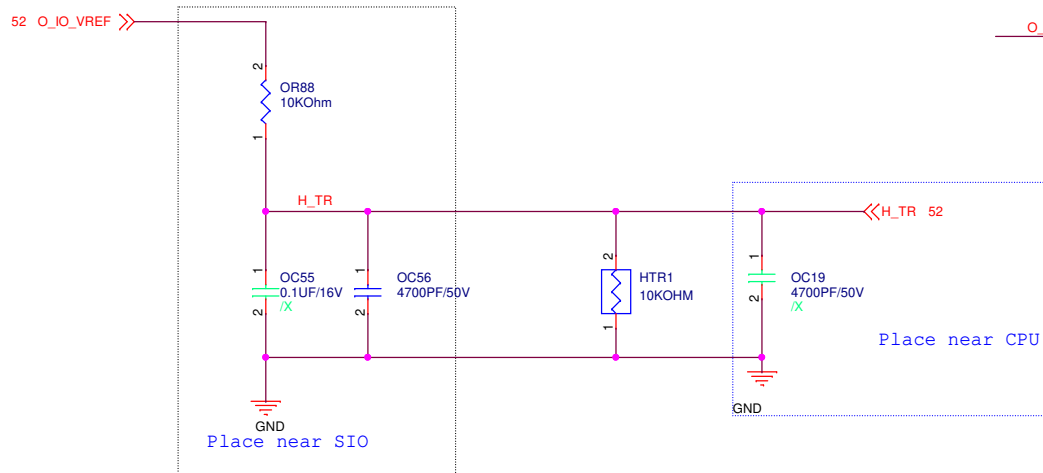 52 O_IO_VREF
O_
2
OR88
10KOhm
1
H_TR
H_TR 52
1
OC55
0.1UF/16V
/X
2
1
OC56
4700PF/50V
2
2
HTR1
10KOHM
1
1
OC19
4700PF/50V
/X
2
Place near CPU
GND
GND
Place near SIO